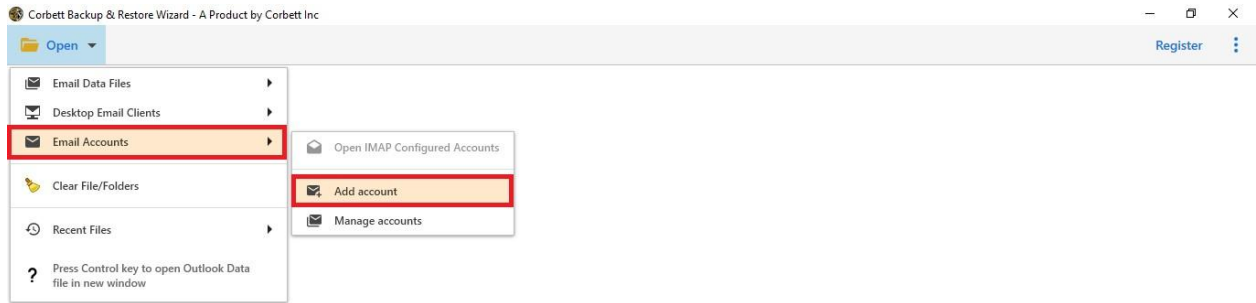 Corbett Backup & Restore Wizard - A Product by Corbett Inc
Open
Register
Email Data Files
Desktop Email Clients
Email Accounts
Open IMAP Configured Accounts
Clear File/Folders
Add account
Manage accounts
Recent Files
? Press Control key to open Outlook Data
file in new window